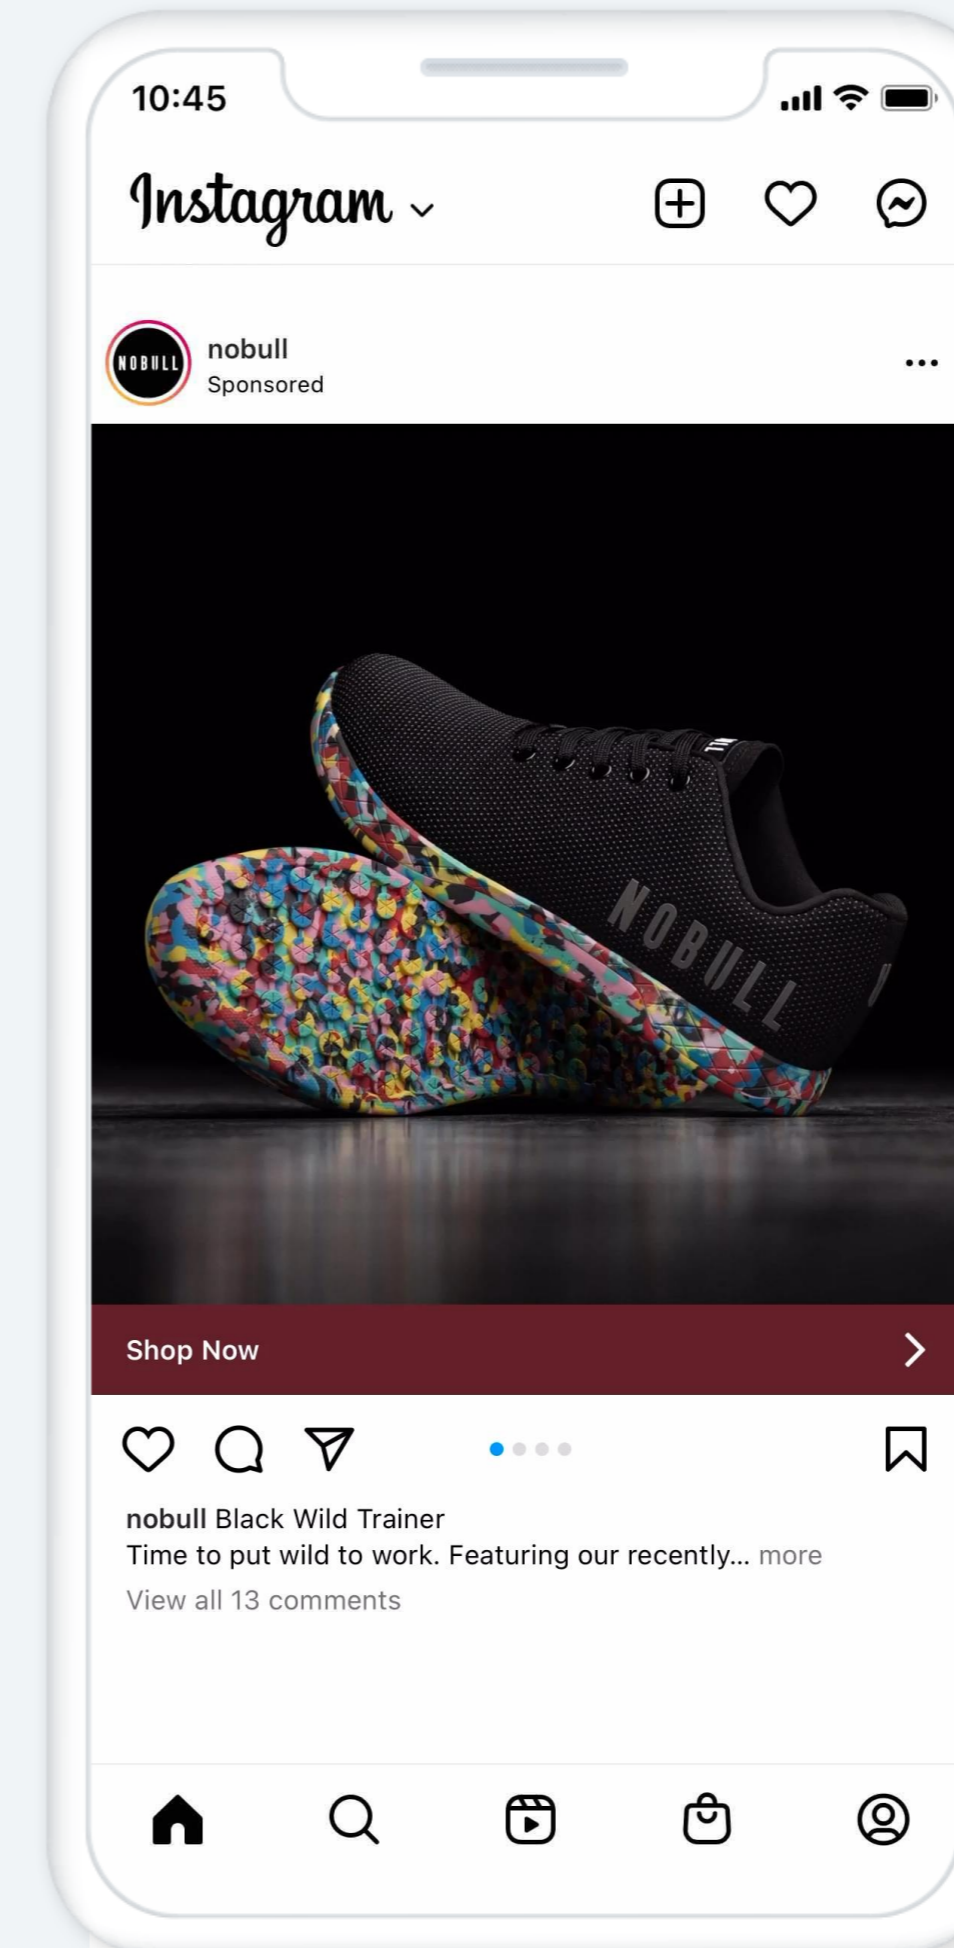 10:45
Instagram
NOBULL
nobull
Sponsored
NOBULL
Shop Now
nobull Black Wild Trainer
Time to put wild to work. Featuring our recently... more
View all 13 comments